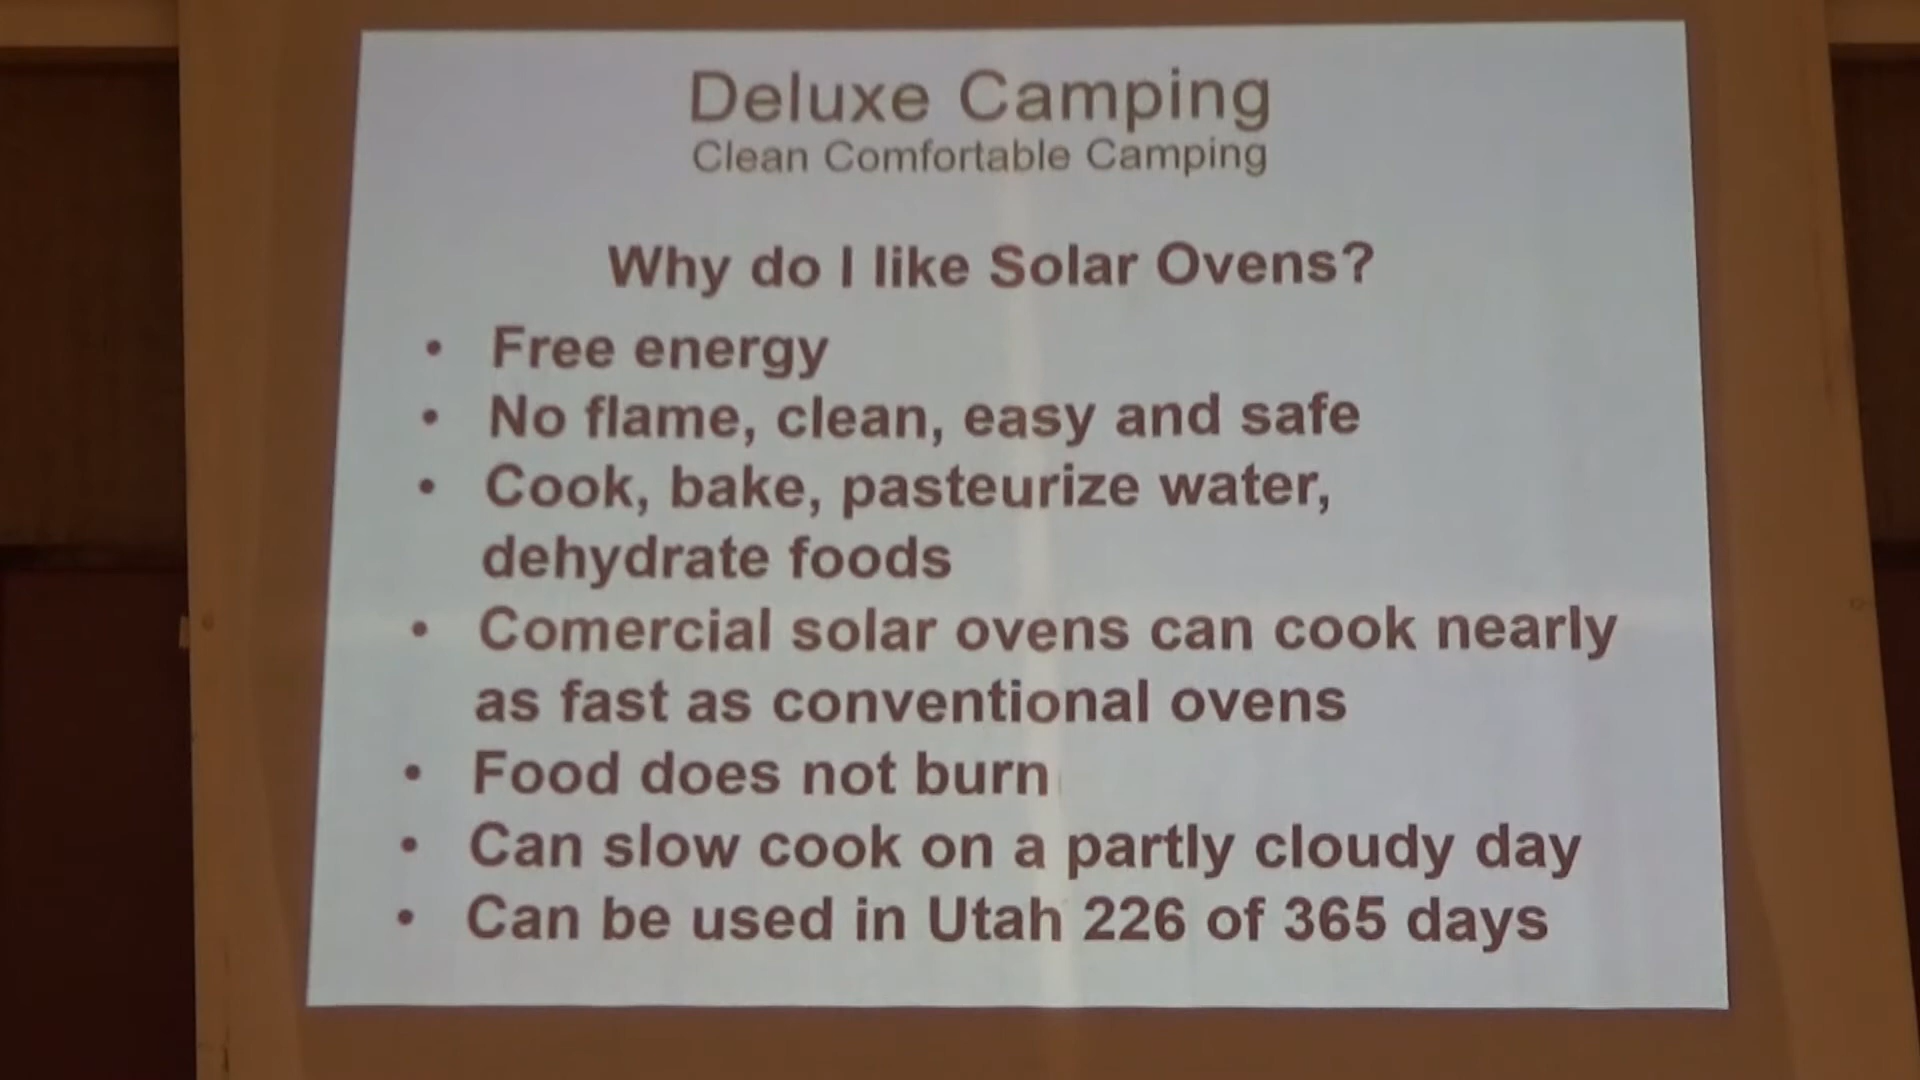 Deluxe Camping
Clean Comfortable Camping
Why do I like Solar Ovens?
• Free energy
• No flame, clean, easy and safe
• Cook, bake, pasteurize water,
dehydrate foods
• Comercial solar ovens can cook nearly
as fast as conventional ovens
• Food does not burn
• Can slow cook on a partly cloudy day
• Can be used in Utah 226 of 365 days